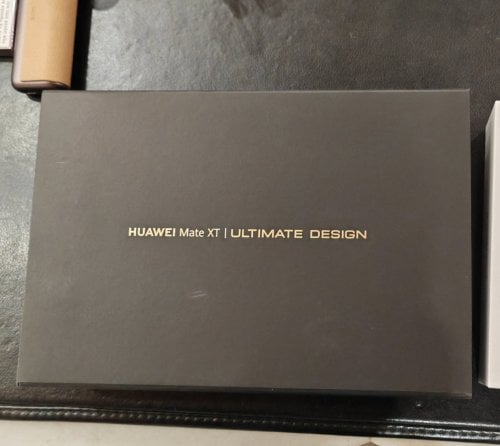 HUAWEI Mate XT | ULTIMATE DESIGN